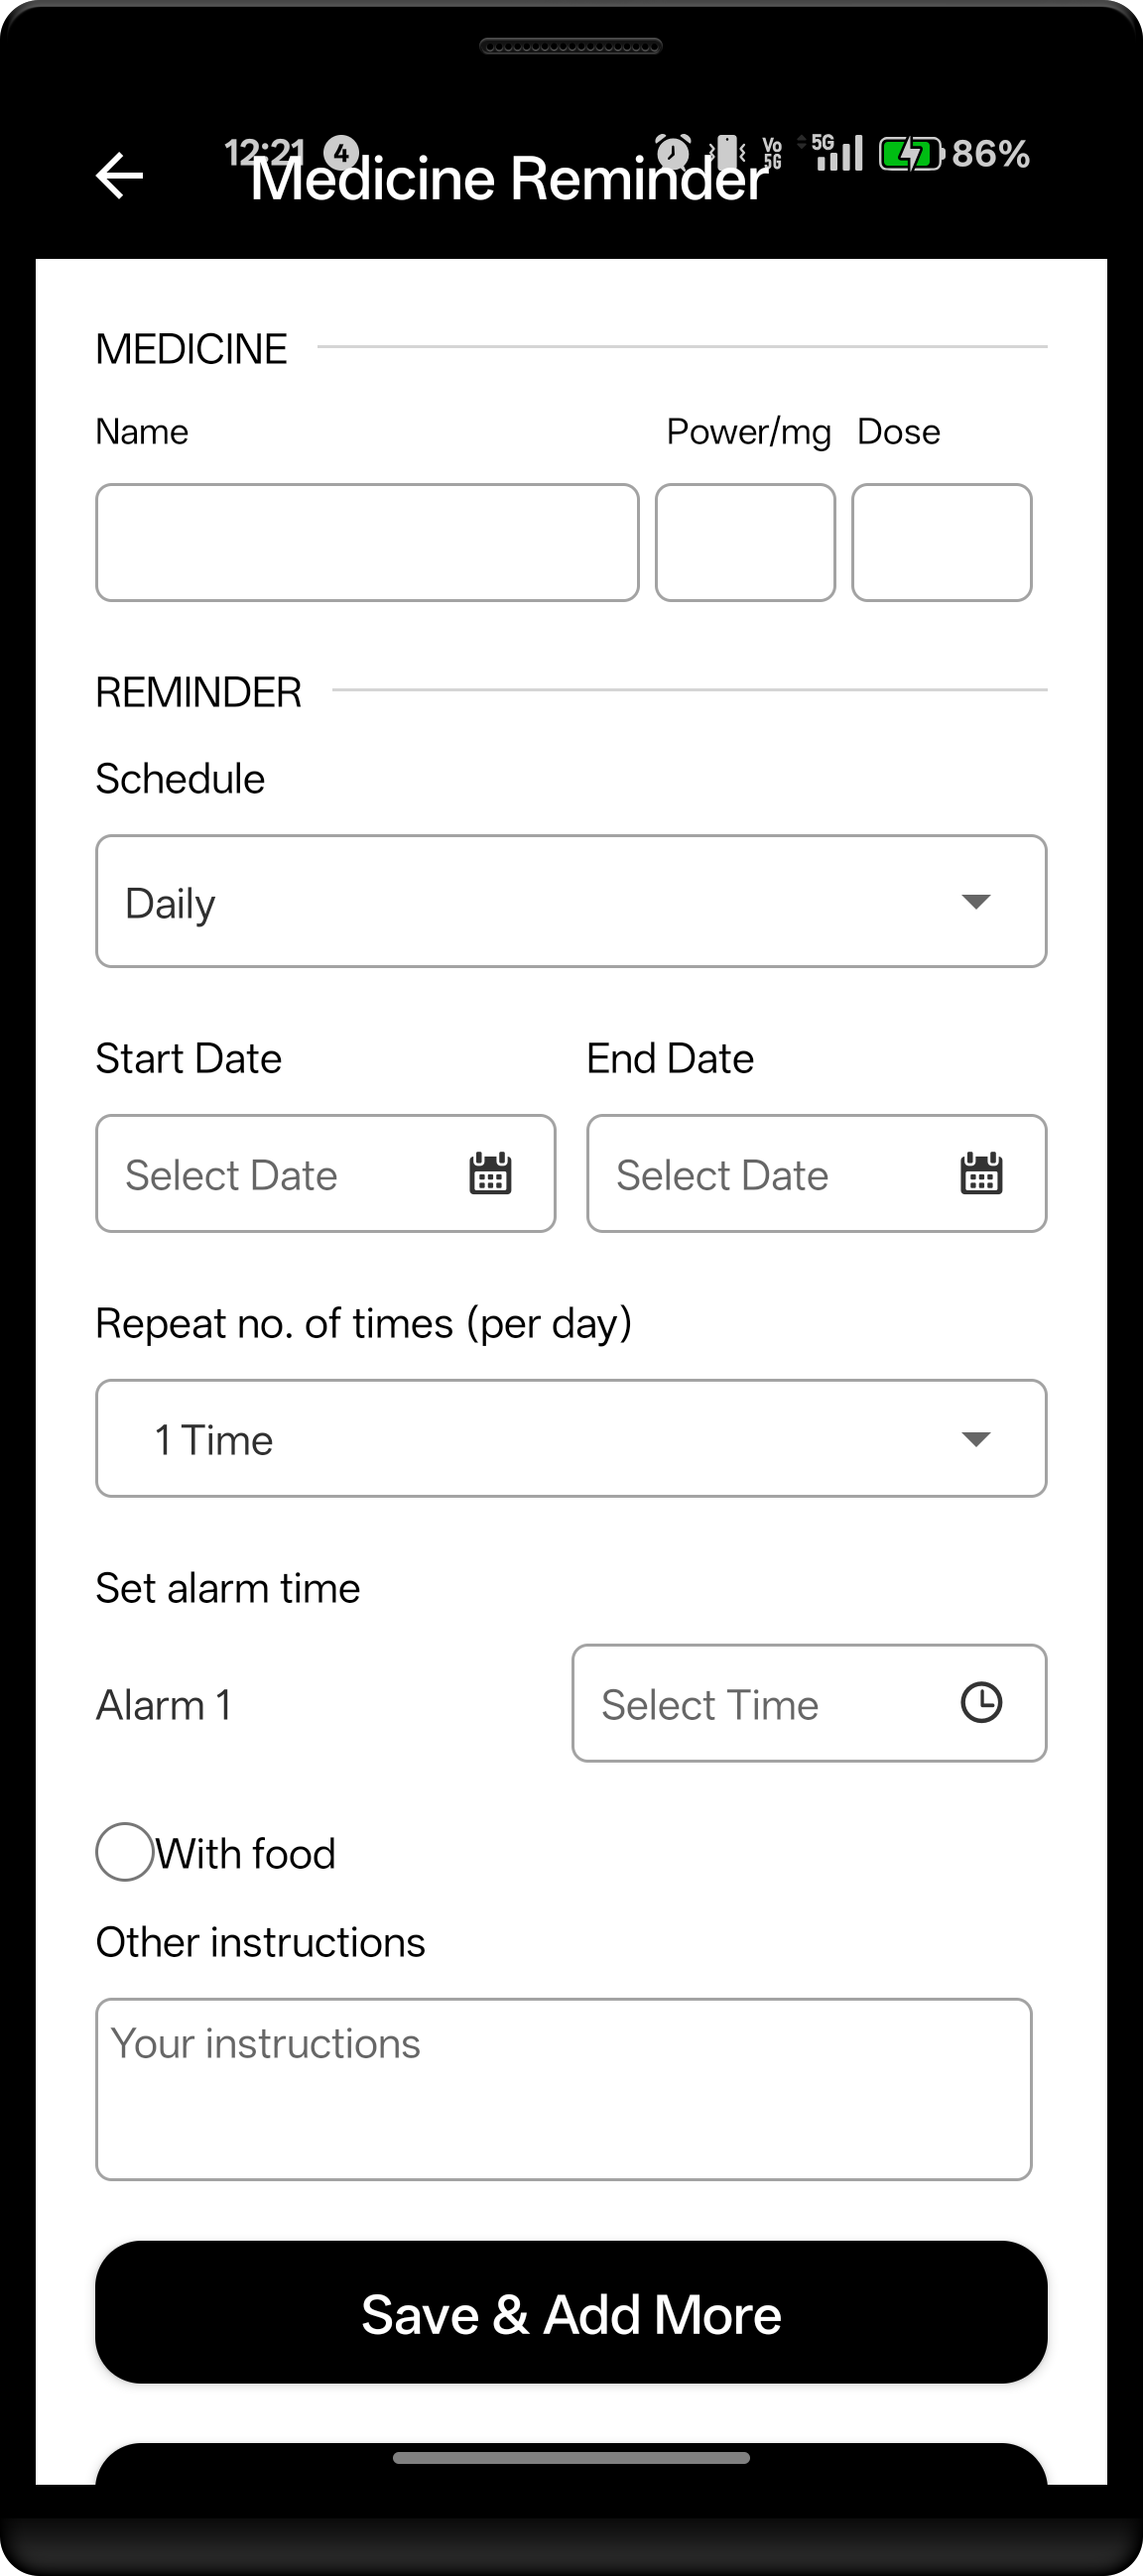 12:21 4 Vo 5G 5G 86%
Medicine Reminder
MEDICINE
Name Power/mg Dose
REMINDER
Schedule
Daily
Start Date End Date
Select Date Select Date
Repeat no. of times (per day)
1 Time
Set alarm time
Alarm 1 Select Time
With food
Other instructions
Your instructions
Save & Add More